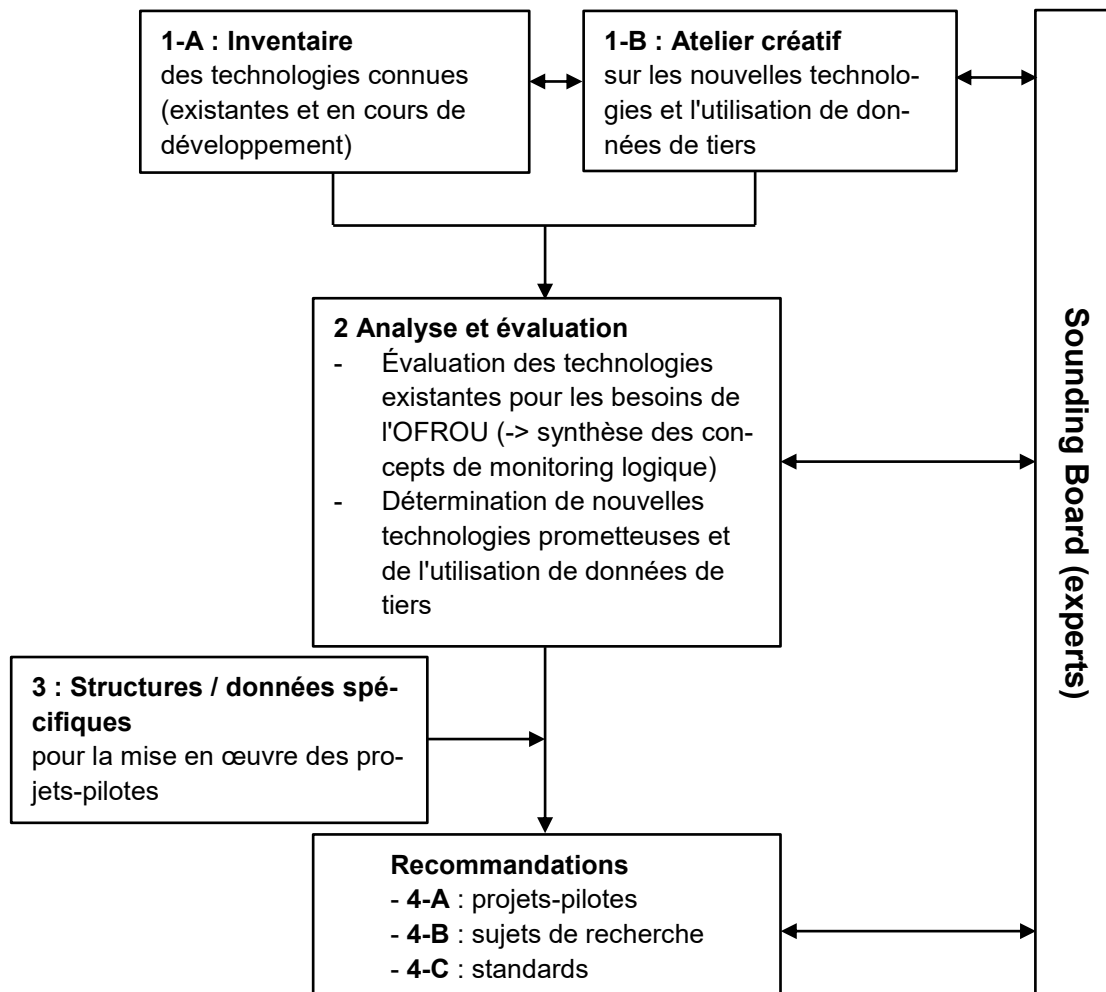 1-A : Inventaire
des technologies connues
(existantes et en cours de
développement)
1-B : Atelier créatif
sur les nouvelles technolo-
gies et l'utilisation de don-
nées de tiers
2 Analyse et évaluation
- Évaluation des technologies
existantes pour les besoins de
l'OFROU (-> synthèse des con-
cepts de monitoring logique)
- Détermination de nouvelles
technologies prometteuses et
de l'utilisation de données de
tiers
3 : Structures / données spé-
cifiques
pour la mise en œuvre des pro-
jets-pilotes
Recommandations
- 4-A : projets-pilotes
- 4-B : sujets de recherche
- 4-C : standards
Sounding Board (experts)